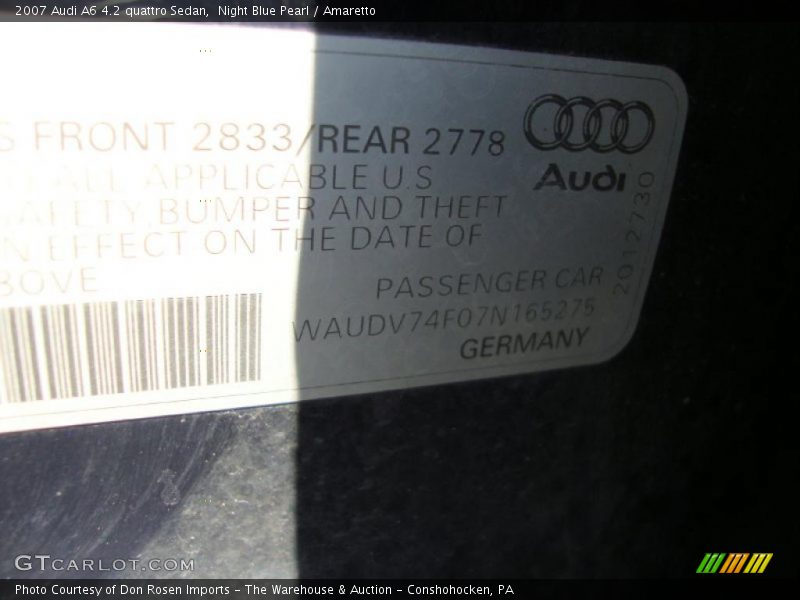 2007 Audi A6 4.2 quattro Sedan,  Night Blue Pearl / Amaretto
S FRONT 2833/REAR 2778
ALL APPLICABLE U.S
SAFETY,BUMPER AND THEFT
N EFFECT ON THE DATE OF
BOVE
Audi
2012730
PASSENGER CAR
WAUDV74F07N165275
GERMANY
GTCARLOT.COM
Photo Courtesy of Don Rosen Imports - The Warehouse & Auction - Conshohocken, PA